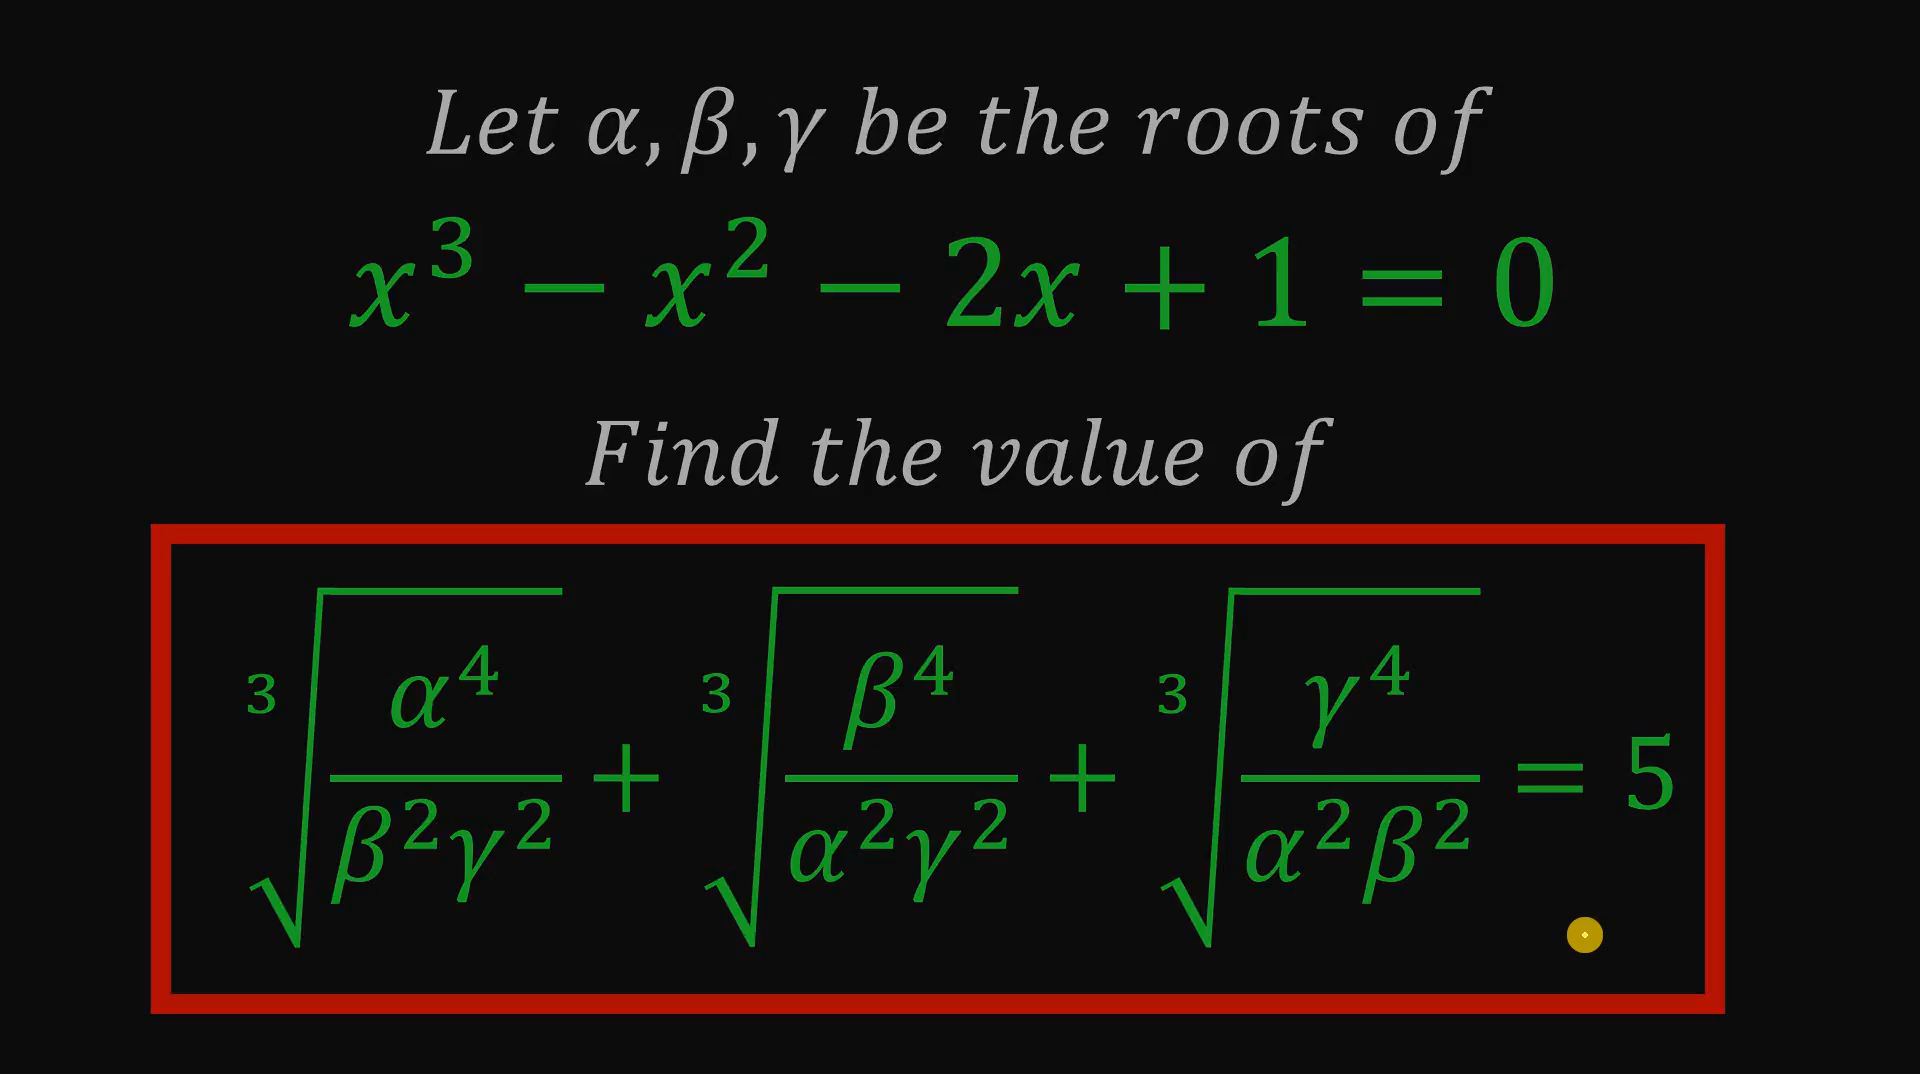 Let α, β, γ be the roots of
x³ − x² − 2x + 1 = 0
Find the value of
∛(α⁴/(β²γ²)) + ∛(β⁴/(α²γ²)) + ∛(γ⁴/(α²β²)) = 5